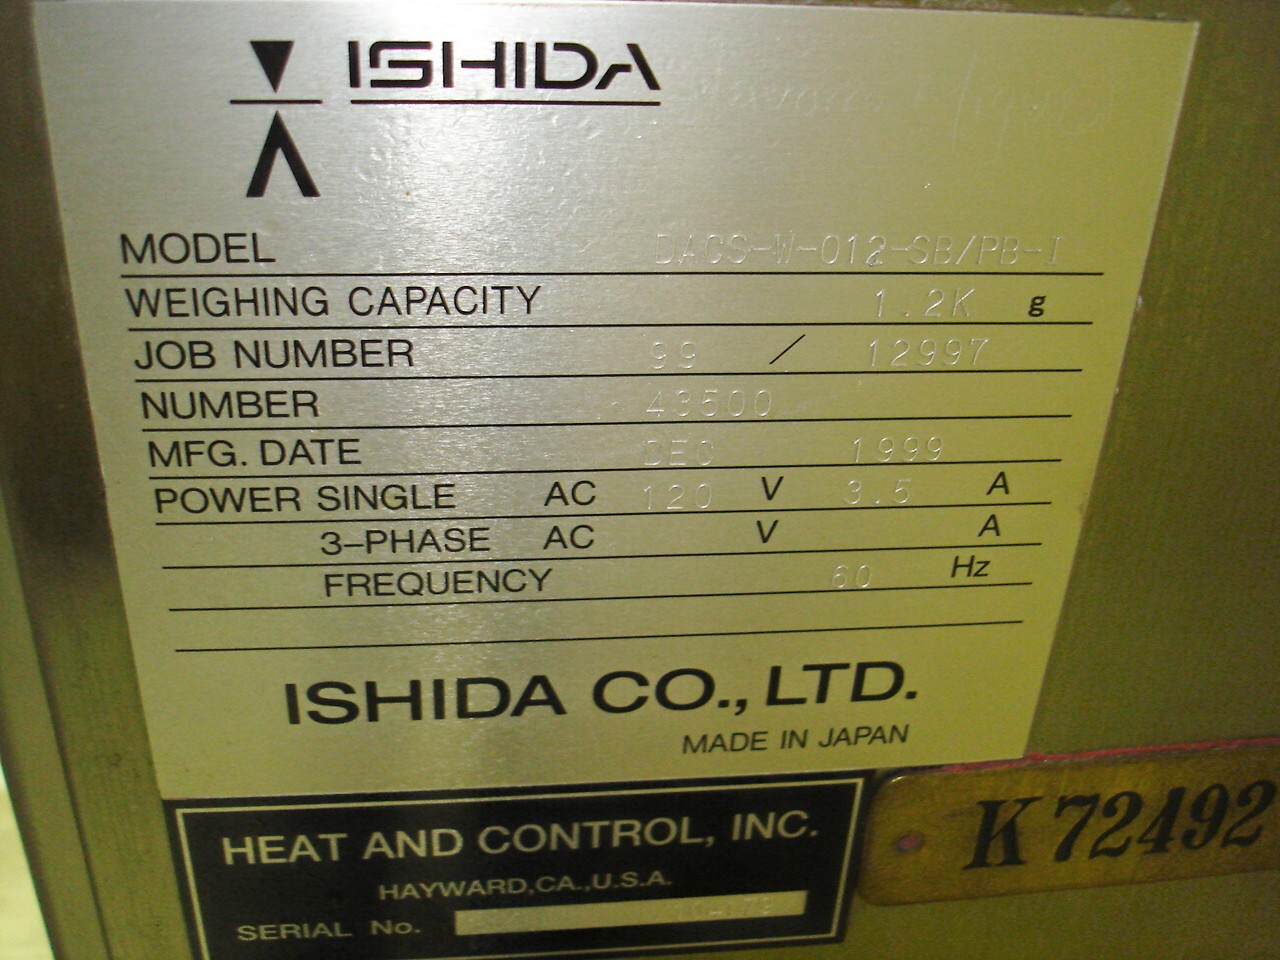 ISHIDA
MODEL DACS-W-012-SB/PB-I
WEIGHING CAPACITY 1.2K g
JOB NUMBER 99 / 12997
NUMBER 43500
MFG. DATE DEC 1999
POWER SINGLE AC 120 V 3.5 A
3-PHASE AC V A
FREQUENCY 60 Hz
ISHIDA CO., LTD.
MADE IN JAPAN
HEAT AND CONTROL, INC.
HAYWARD, CA., U.S.A.
SERIAL No.
K 72492